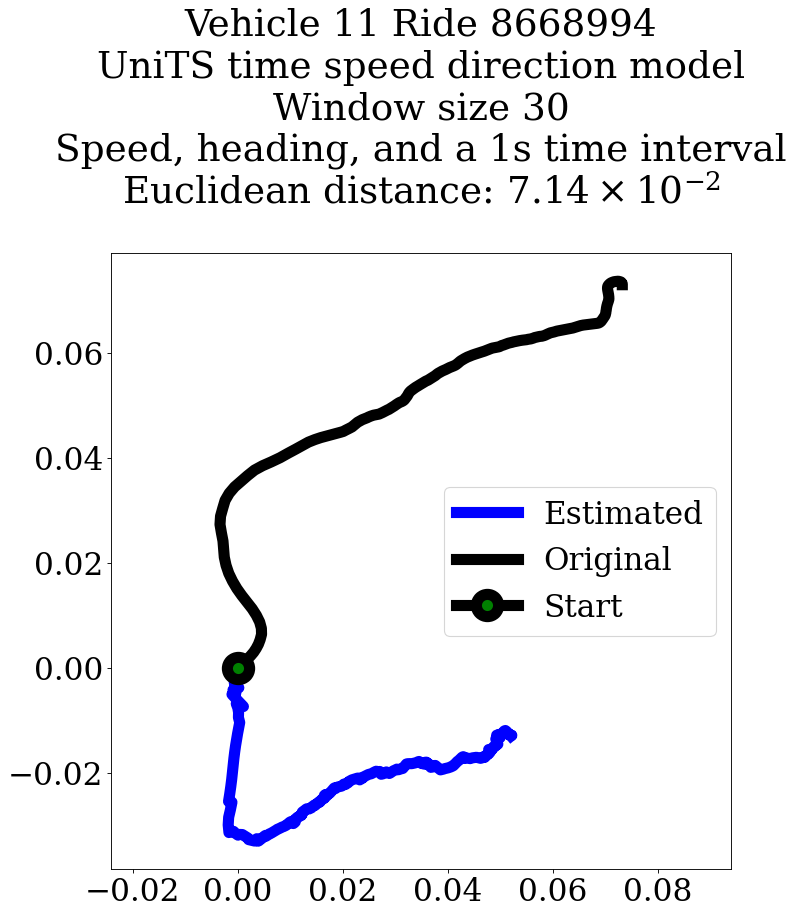 Vehicle 11 Ride 8668994
UniTS time speed direction model
Window size 30
Speed, heading, and a 1s time interval
Euclidean distance: 7.14 × 10⁻²
0.06
0.04
0.02
0.00
−0.02
Estimated
Original
Start
−0.02 0.00 0.02 0.04 0.06 0.08